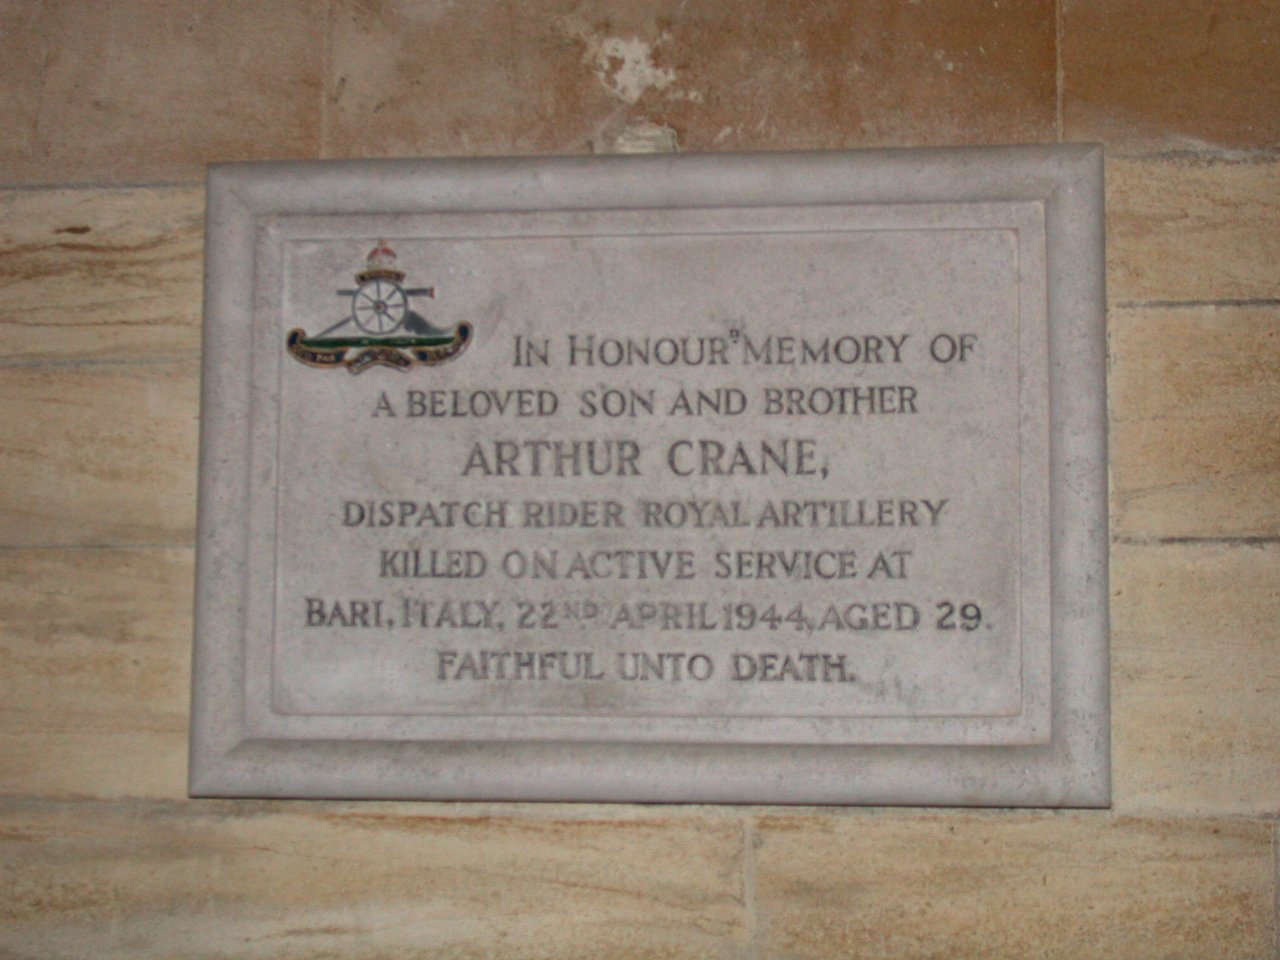 IN HONOURᴰ MEMORY OF
A BELOVED SON AND BROTHER
ARTHUR CRANE,
DISPATCH RIDER ROYAL ARTILLERY
KILLED ON ACTIVE SERVICE AT
BARI, ITALY, 22ND APRIL 1944, AGED 29.
FAITHFUL UNTO DEATH.